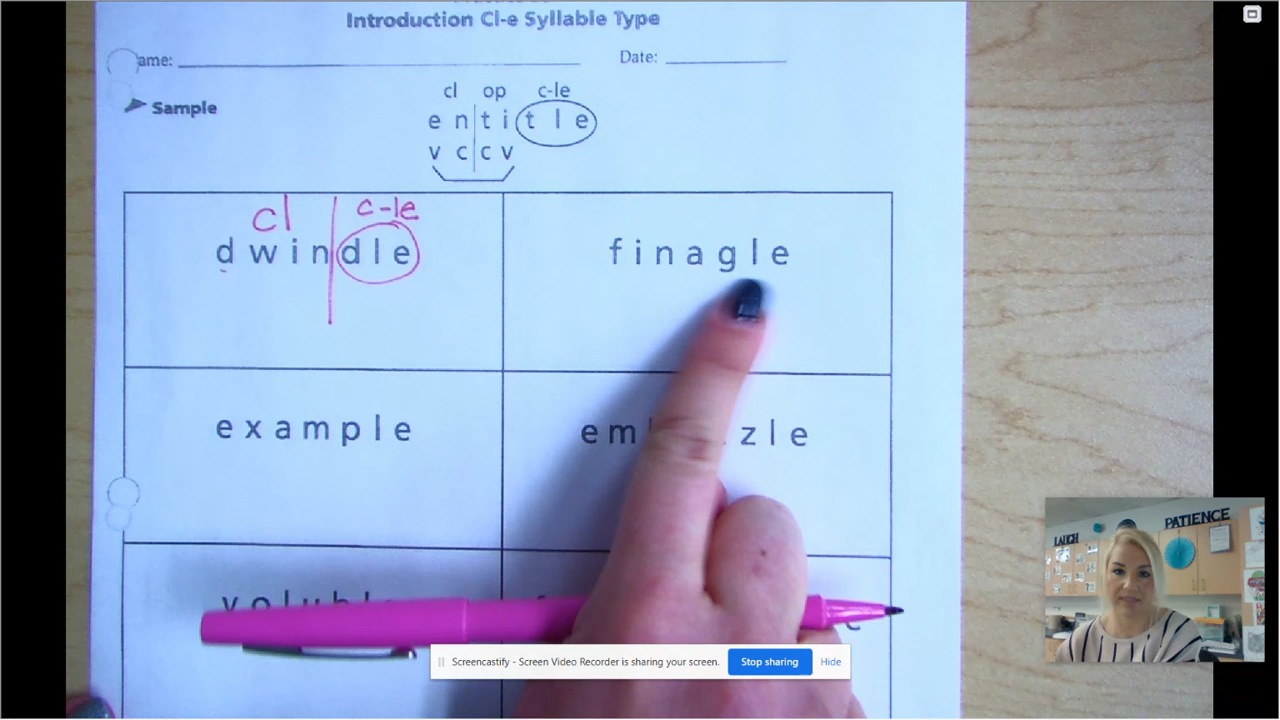 Introduction Cl-e Syllable Type
ame: Date:
Sample
cl op c-le
e n t i t l e
v c c v
cl c-le
d w i n d l e
f i n a g l e
e x a m p l e
z l e
LAUGH
PATIENCE
Screencastify - Screen Video Recorder is sharing your screen. Stop sharing Hide